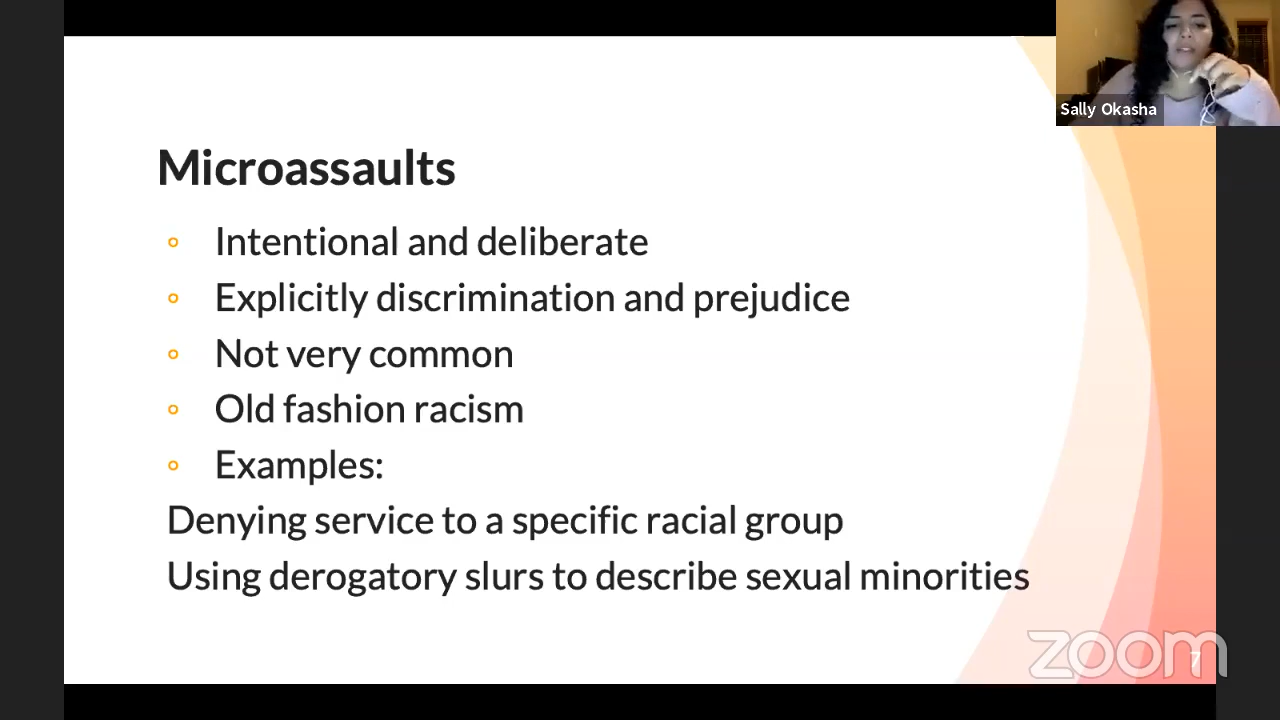 Sally Okasha
Microassaults
Intentional and deliberate
Explicitly discrimination and prejudice
Not very common
Old fashion racism
Examples:
Denying service to a specific racial group
Using derogatory slurs to describe sexual minorities
zoom
7